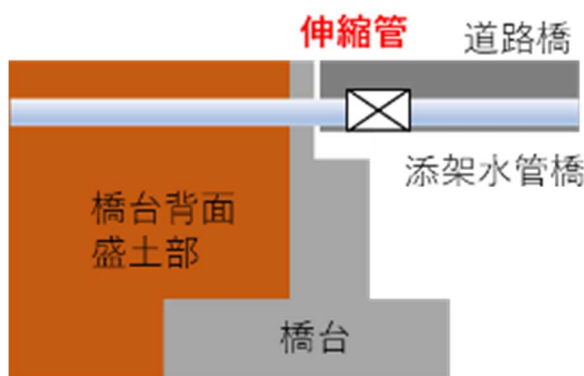 伸縮管
道路橋
添架水管橋
橋台背面
盛土部
橋台